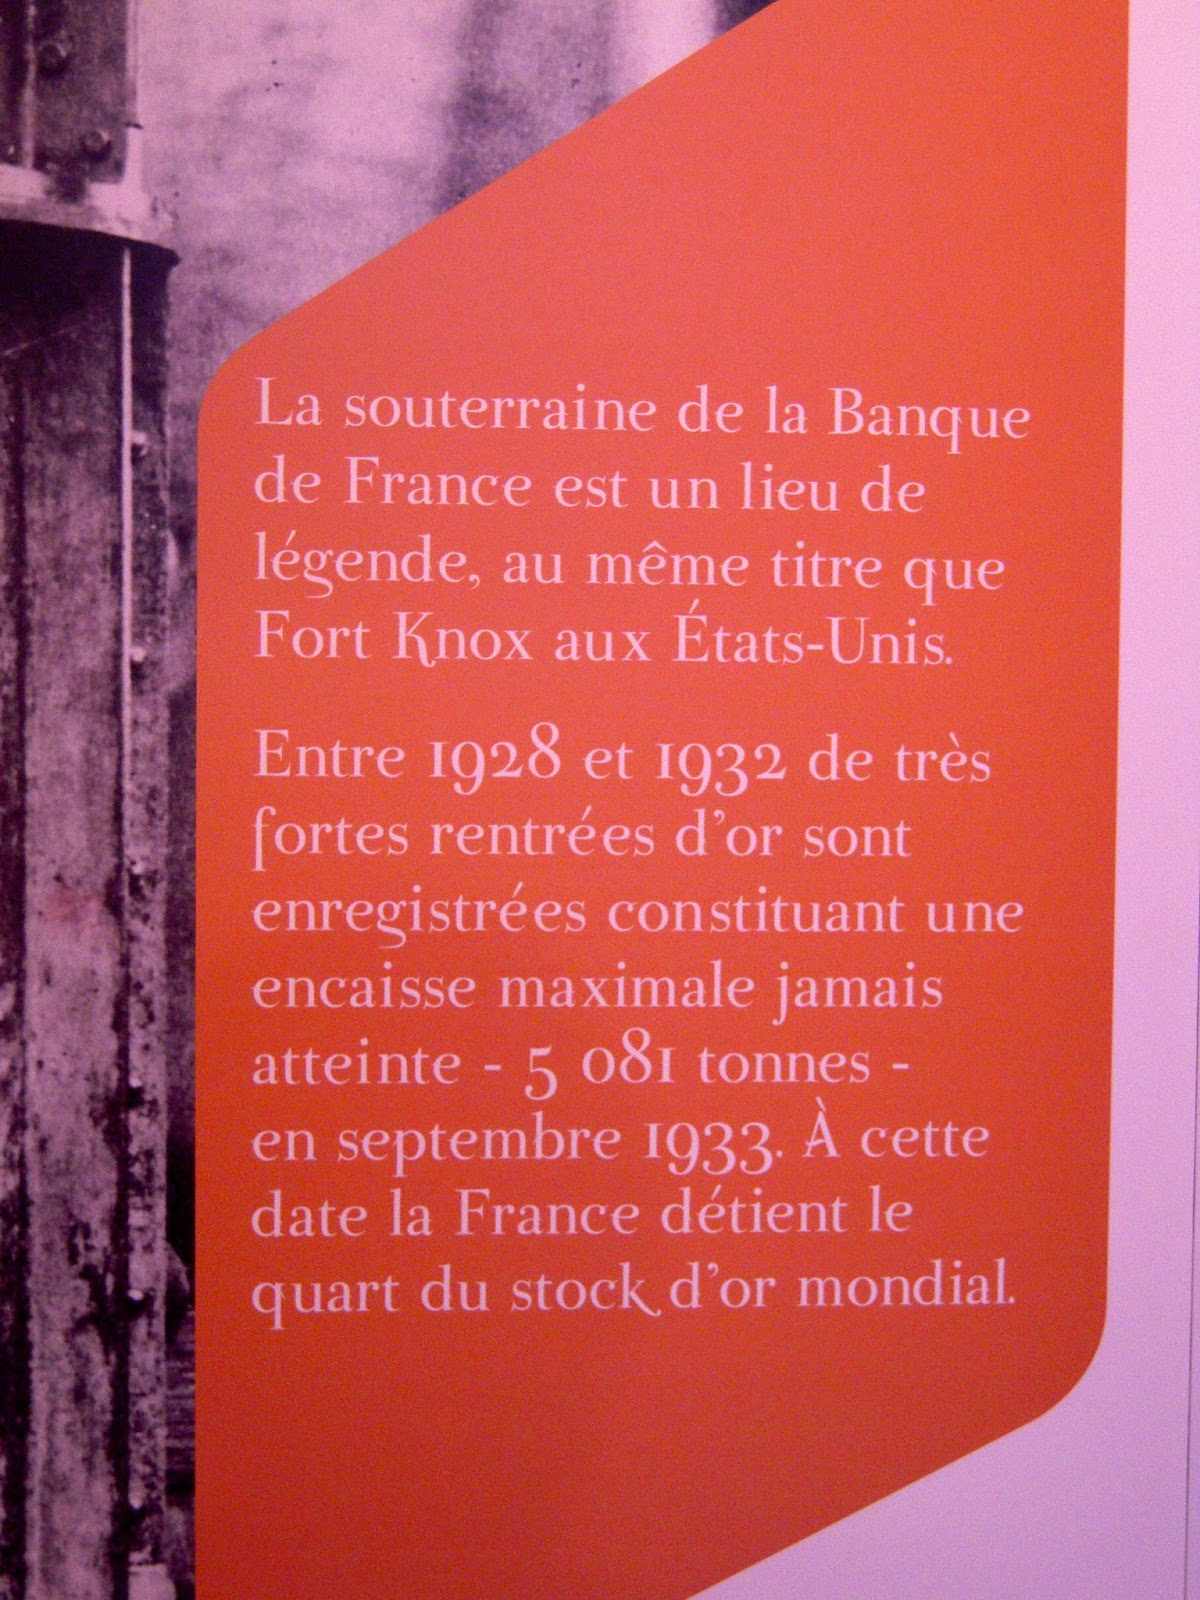 La souterraine de la Banque
de France est un lieu de
légende, au même titre que
Fort Knox aux États-Unis.
Entre 1928 et 1932 de très
fortes rentrées d'or sont
enregistrées constituant une
encaisse maximale jamais
atteinte - 5 081 tonnes -
en septembre 1933. À cette
date la France détient le
quart du stock d'or mondial.